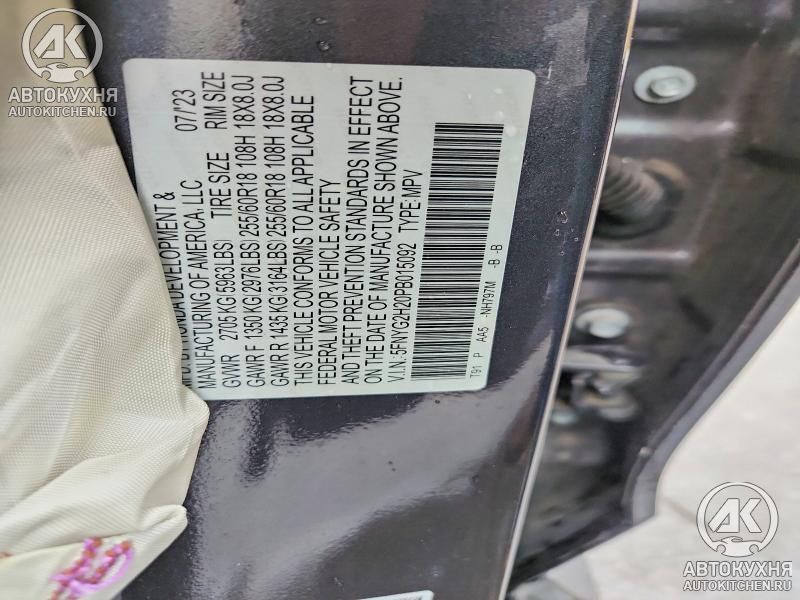 AK
АВТОКУХНЯ
AUTOKITCHEN.RU
MFD. BY HONDA DEVELOPMENT &
MANUFACTURING OF AMERICA, LLC 07/'23
GVWR 2705 KG(5963LBS) TIRE SIZE RIM SIZE
GAWR F 1350 KG(2976LBS) 255/60R18 108H 18X8.0J
GAWR R 1435 KG(3164LBS) 255/60R18 108H 18X8.0J
THIS VEHICLE CONFORMS TO ALL APPLICABLE
FEDERAL MOTOR VEHICLE SAFETY
AND THEFT PREVENTION STANDARDS IN EFFECT
ON THE DATE OF MANUFACTURE SHOWN ABOVE.
V.I.N.:5FNYG2H20PB015092 TYPE:MPV
T91 P AA5 -NH797M -B -B
AK
АВТОКУХНЯ
AUTOKITCHEN.RU